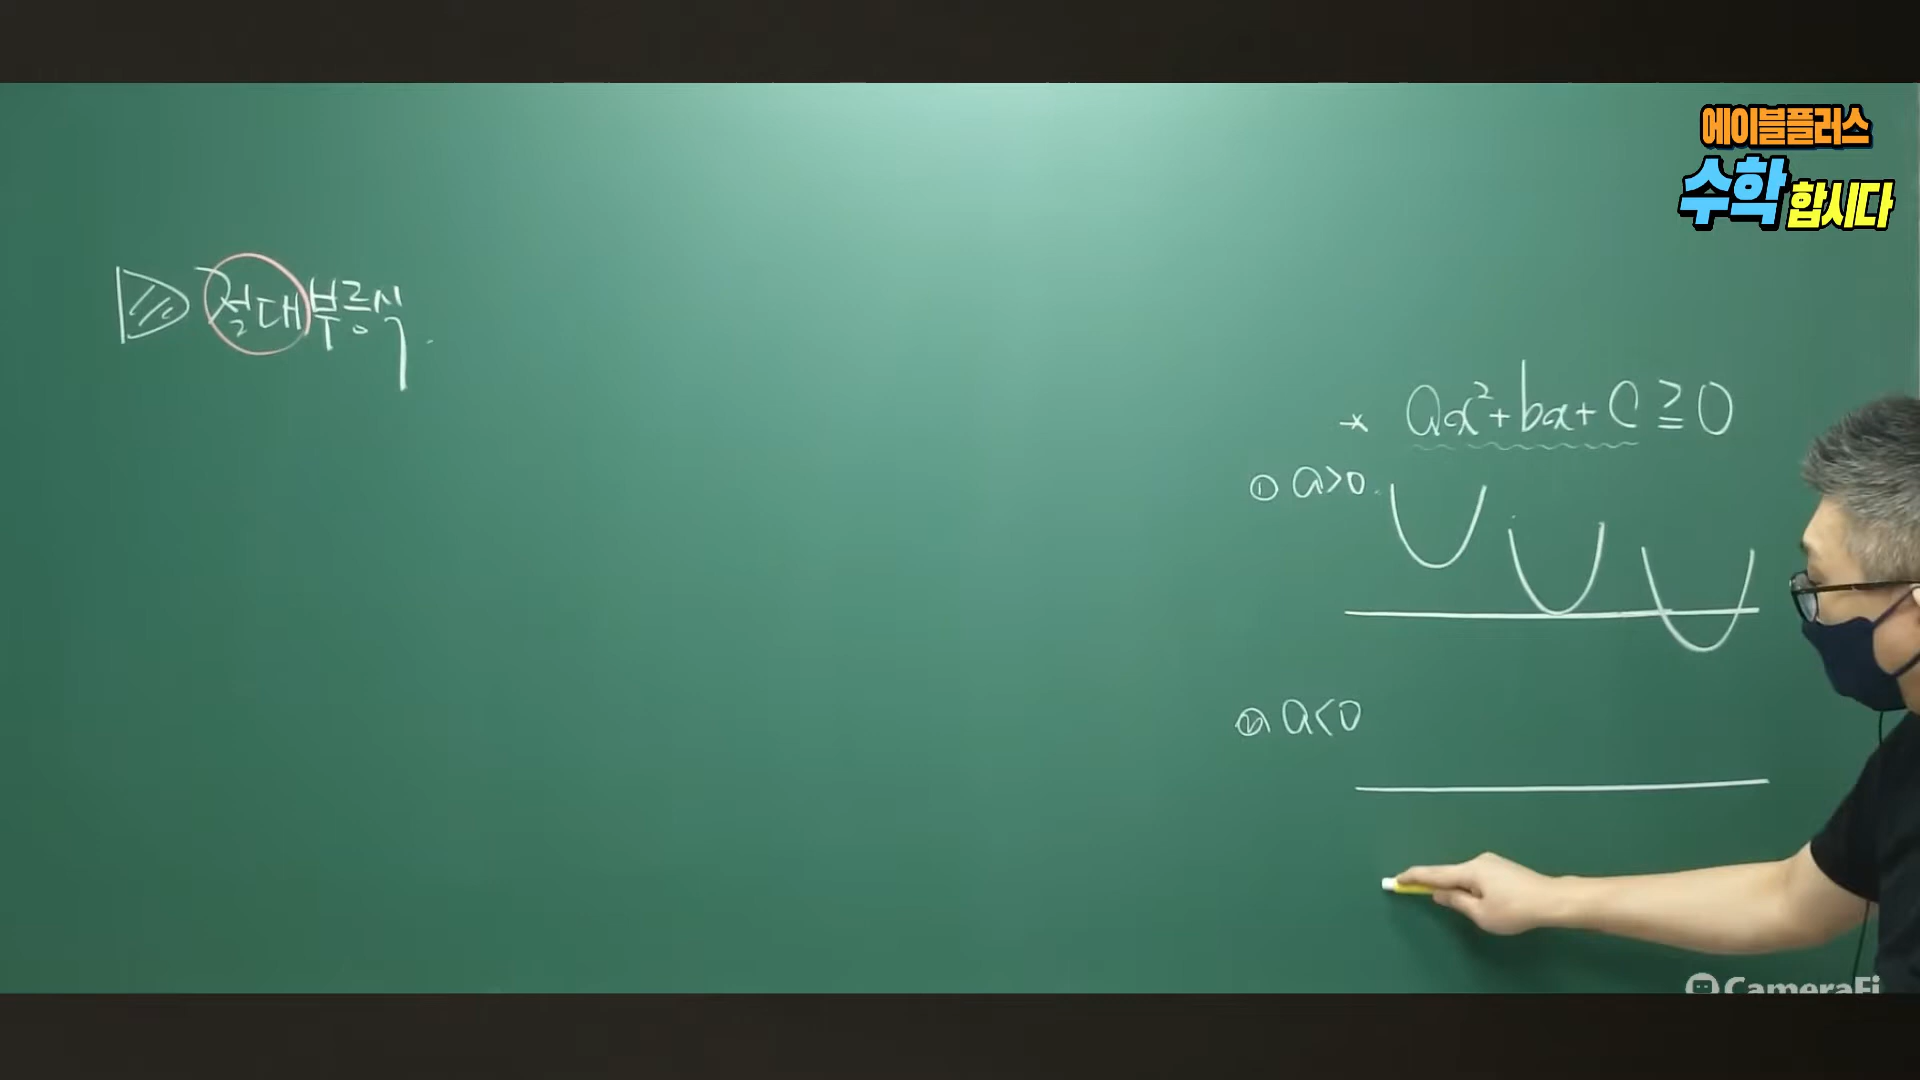 에이블플러스
수학합시다
절대부등식.
* ax²+bx+c≧0
① a>0.
② a<0
CameraFi